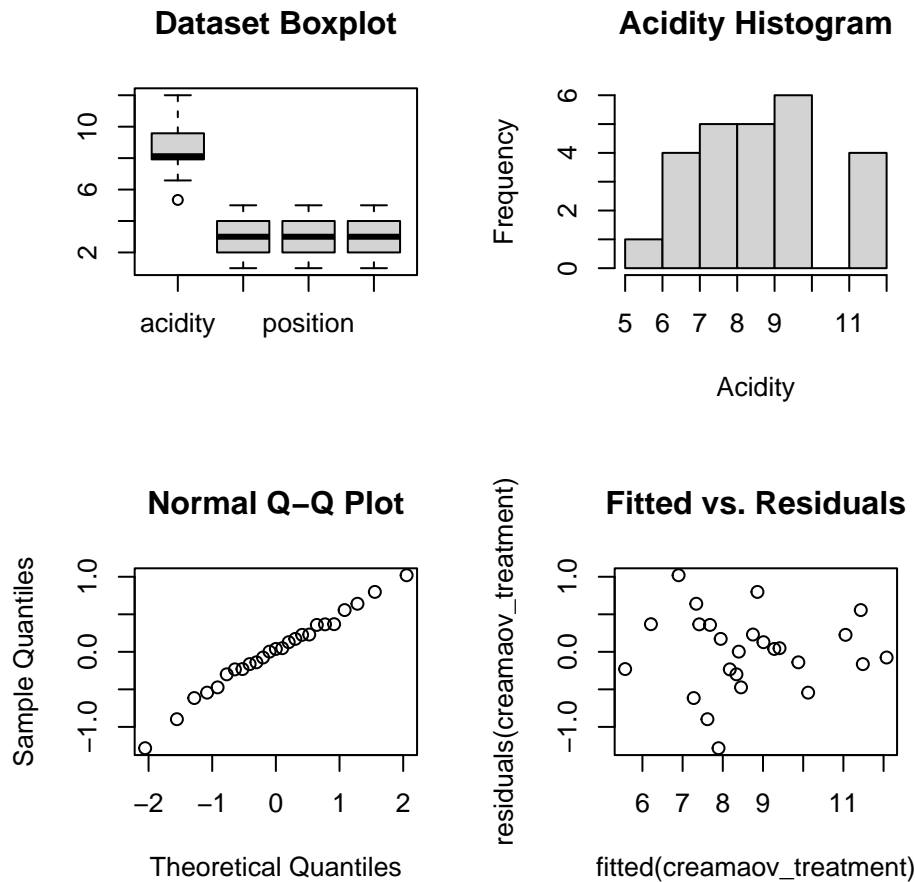 Dataset Boxplot
2 6 10
acidity position
Acidity Histogram
Frequency
0 2 4 6
5 6 7 8 9 11
Acidity
Normal Q−Q Plot
Sample Quantiles
−1.0 0.0 1.0
−2 −1 0 1 2
Theoretical Quantiles
Fitted vs. Residuals
residuals(creamaov_treatment)
−1.0 0.0 1.0
6 7 8 9 11
fitted(creamaov_treatment)